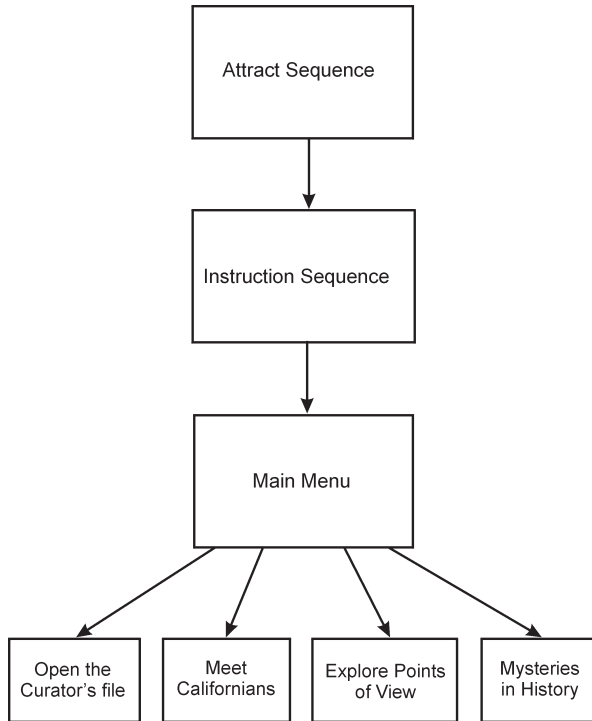 Attract Sequence
Instruction Sequence
Main Menu
Open the
Curator’s file
Meet
Californians
Explore Points
of View
Mysteries
in History